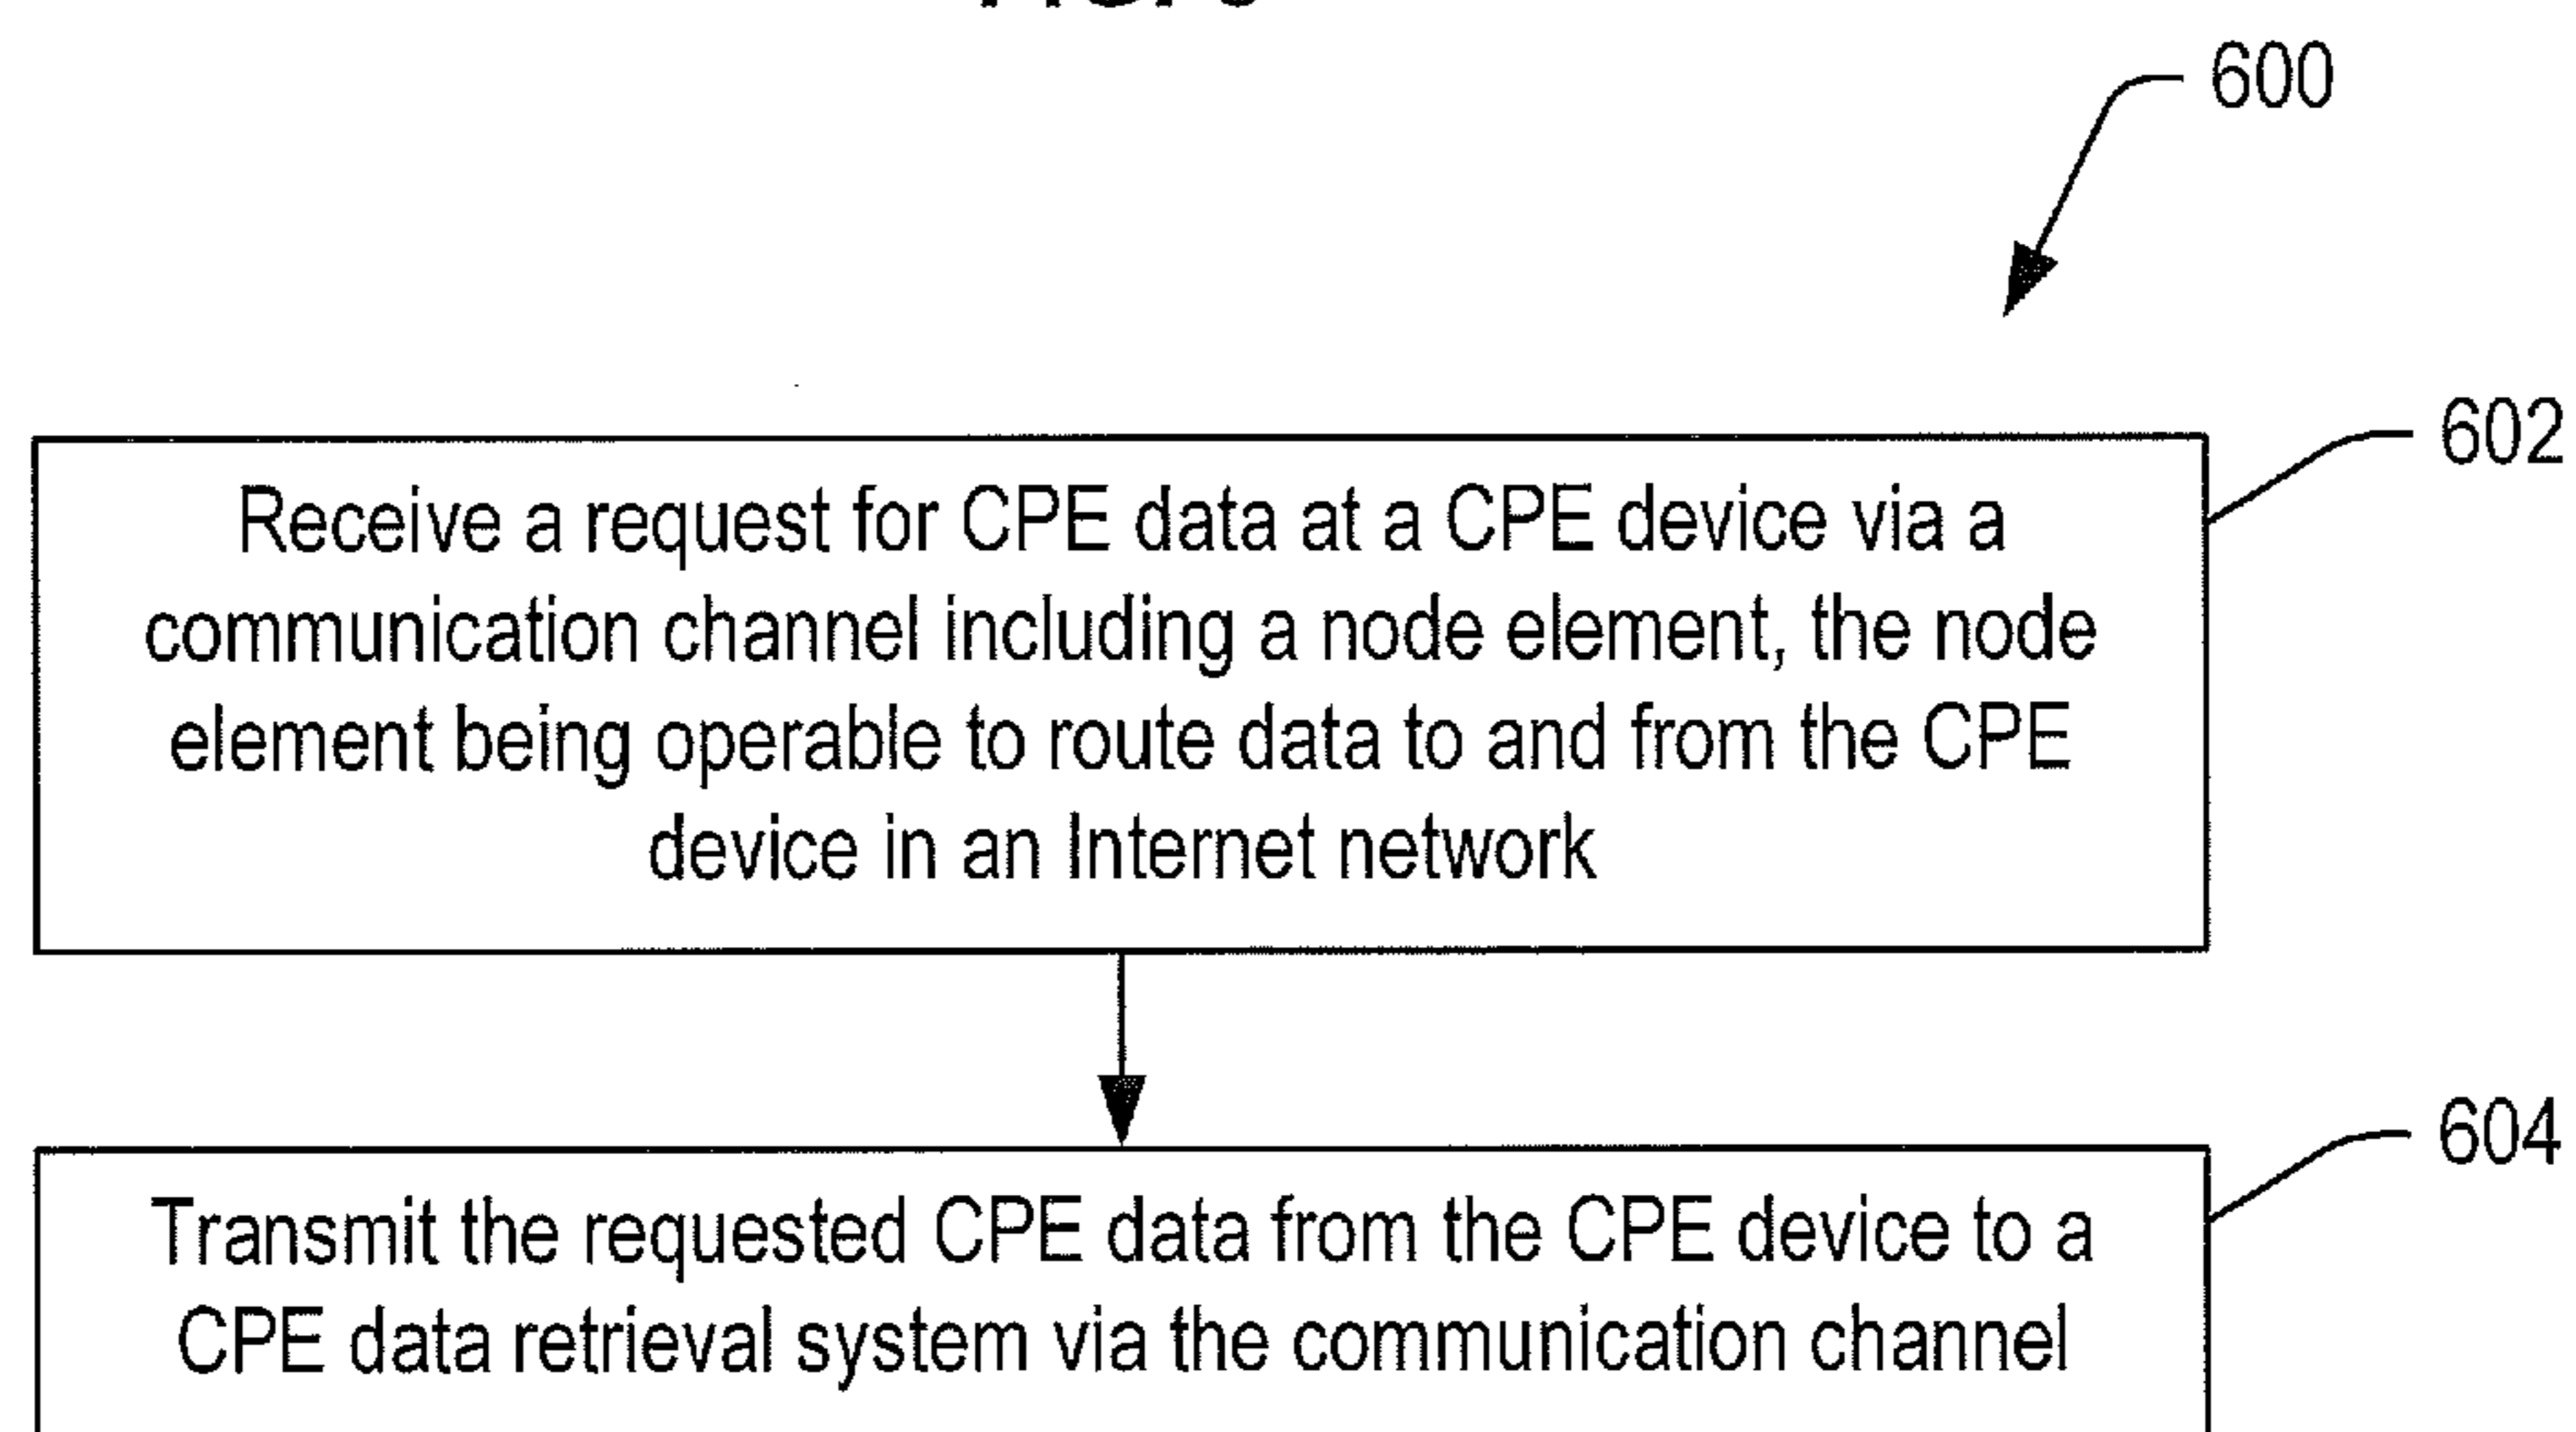 600
602
Receive a request for CPE data at a CPE device via a
communication channel including a node element, the node
element being operable to route data to and from the CPE
device in an Internet network
604
Transmit the requested CPE data from the CPE device to a
CPE data retrieval system via the communication channel